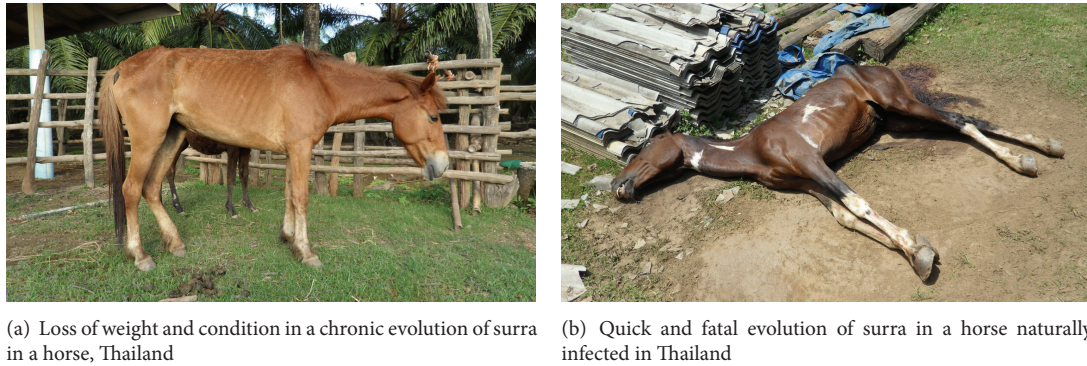 (a) Loss of weight and condition in a chronic evolution of surra
in a horse, Thailand
(b) Quick and fatal evolution of surra in a horse naturally
infected in Thailand